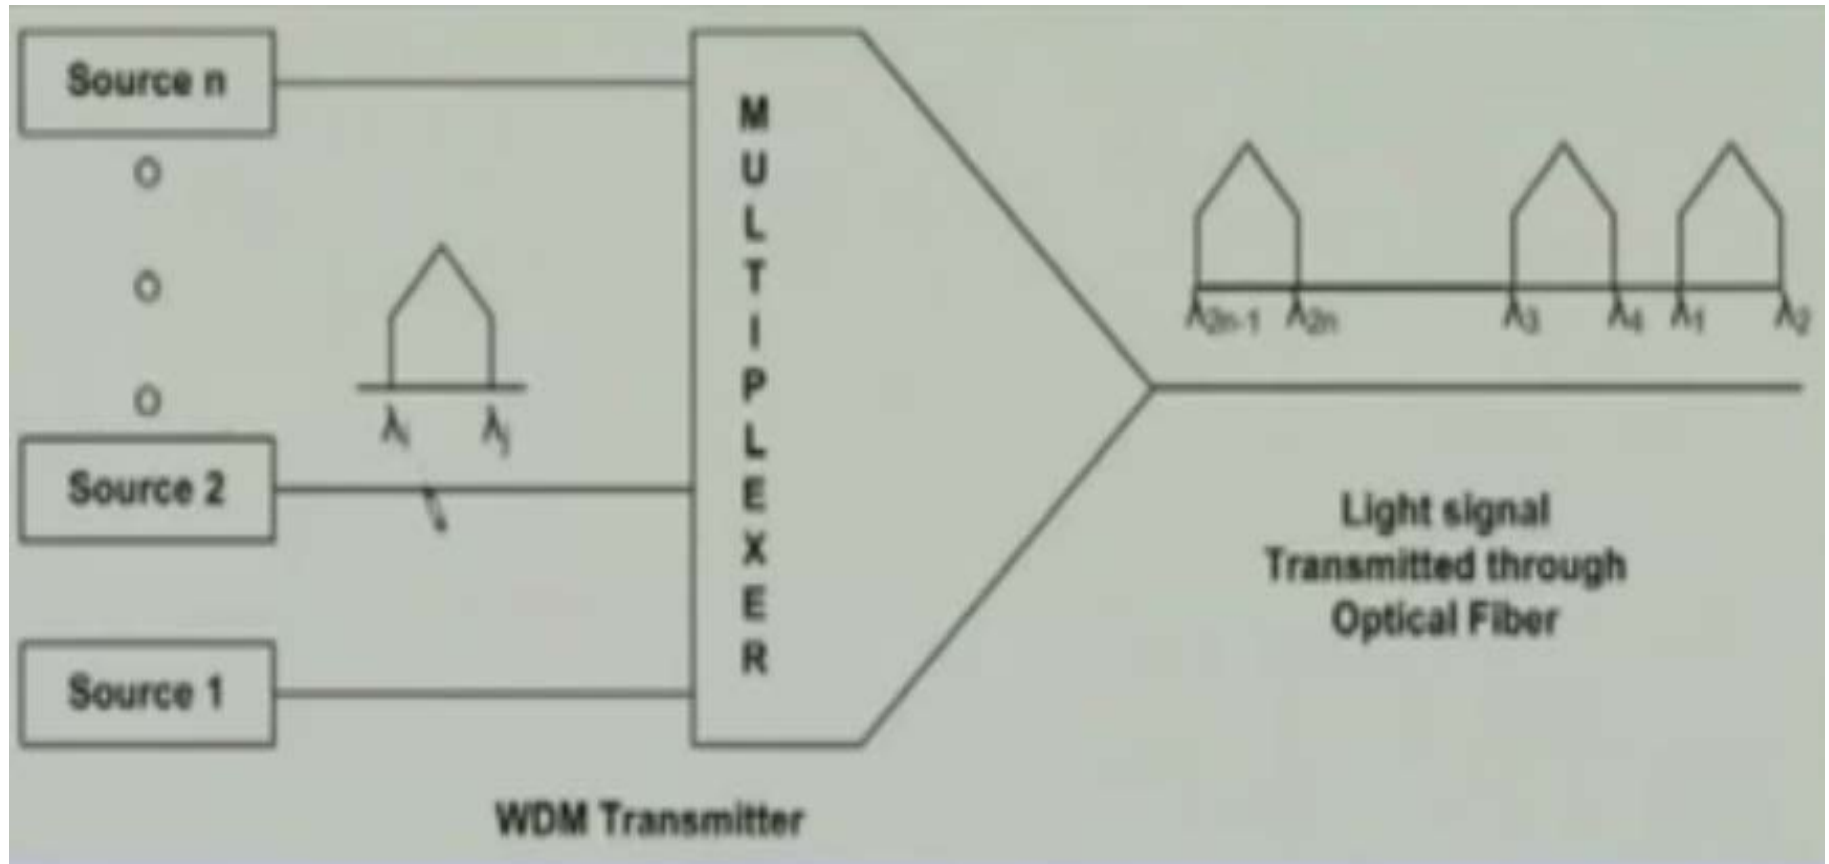 Source n
λi λj
Source 2
Source 1
MULTIPLEXER
λ2n-1 λ2n λ3 λ4 λ1 λ2
Light signal
Transmitted through
Optical Fiber
WDM Transmitter